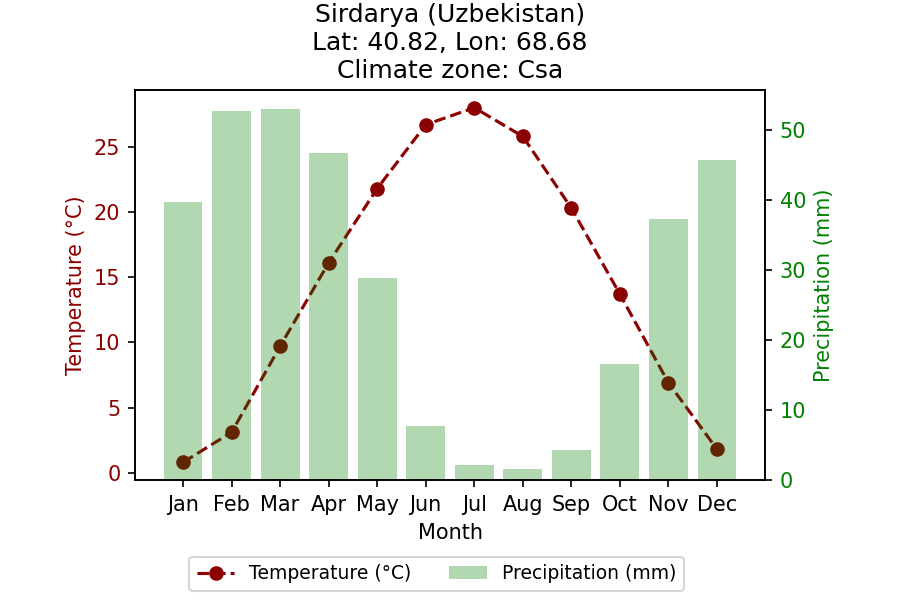 Sirdarya (Uzbekistan)
Lat: 40.82, Lon: 68.68
Climate zone: Csa
Temperature (°C)
25
20
15
10
5
0
50
40
30
20
10
0
Precipitation (mm)
Jan Feb Mar Apr May Jun Jul Aug Sep Oct Nov Dec
Month
Temperature (°C) Precipitation (mm)